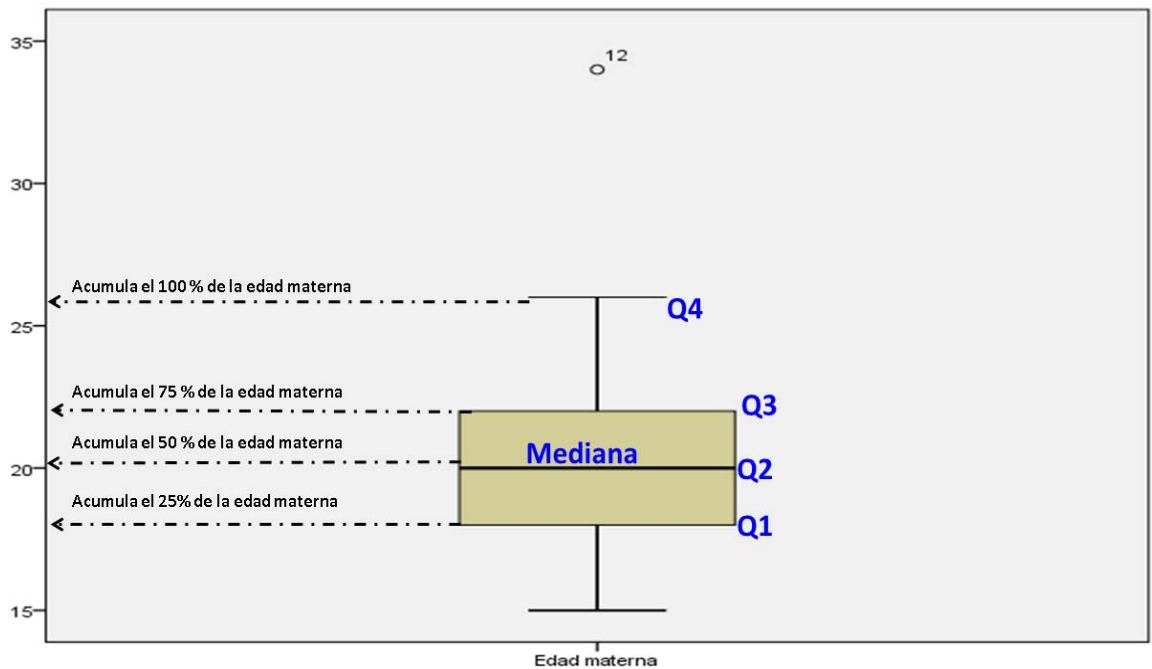 35
12
30
Acumula el 100 % de la edad materna
Q4
25
Acumula el 75 % de la edad materna
Q3
Acumula el 50 % de la edad materna
Mediana
20
Q2
Acumula el 25% de la edad materna
Q1
15
Edad materna